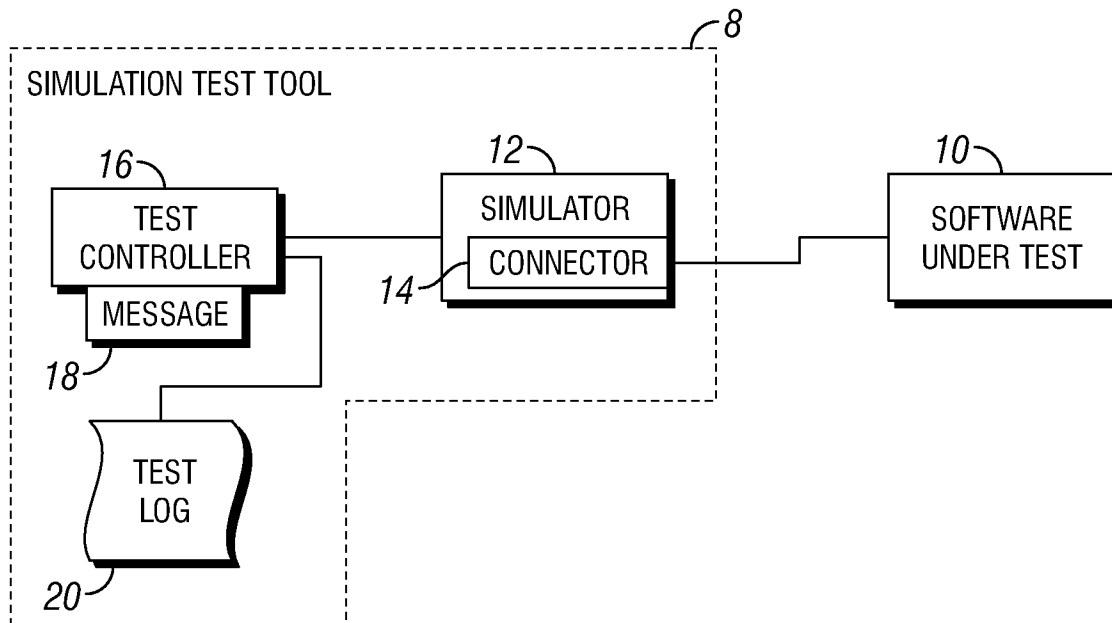 8
SIMULATION TEST TOOL
16
TEST
CONTROLLER
MESSAGE
18
12
SIMULATOR
CONNECTOR
14
10
SOFTWARE
UNDER TEST
TEST
LOG
20